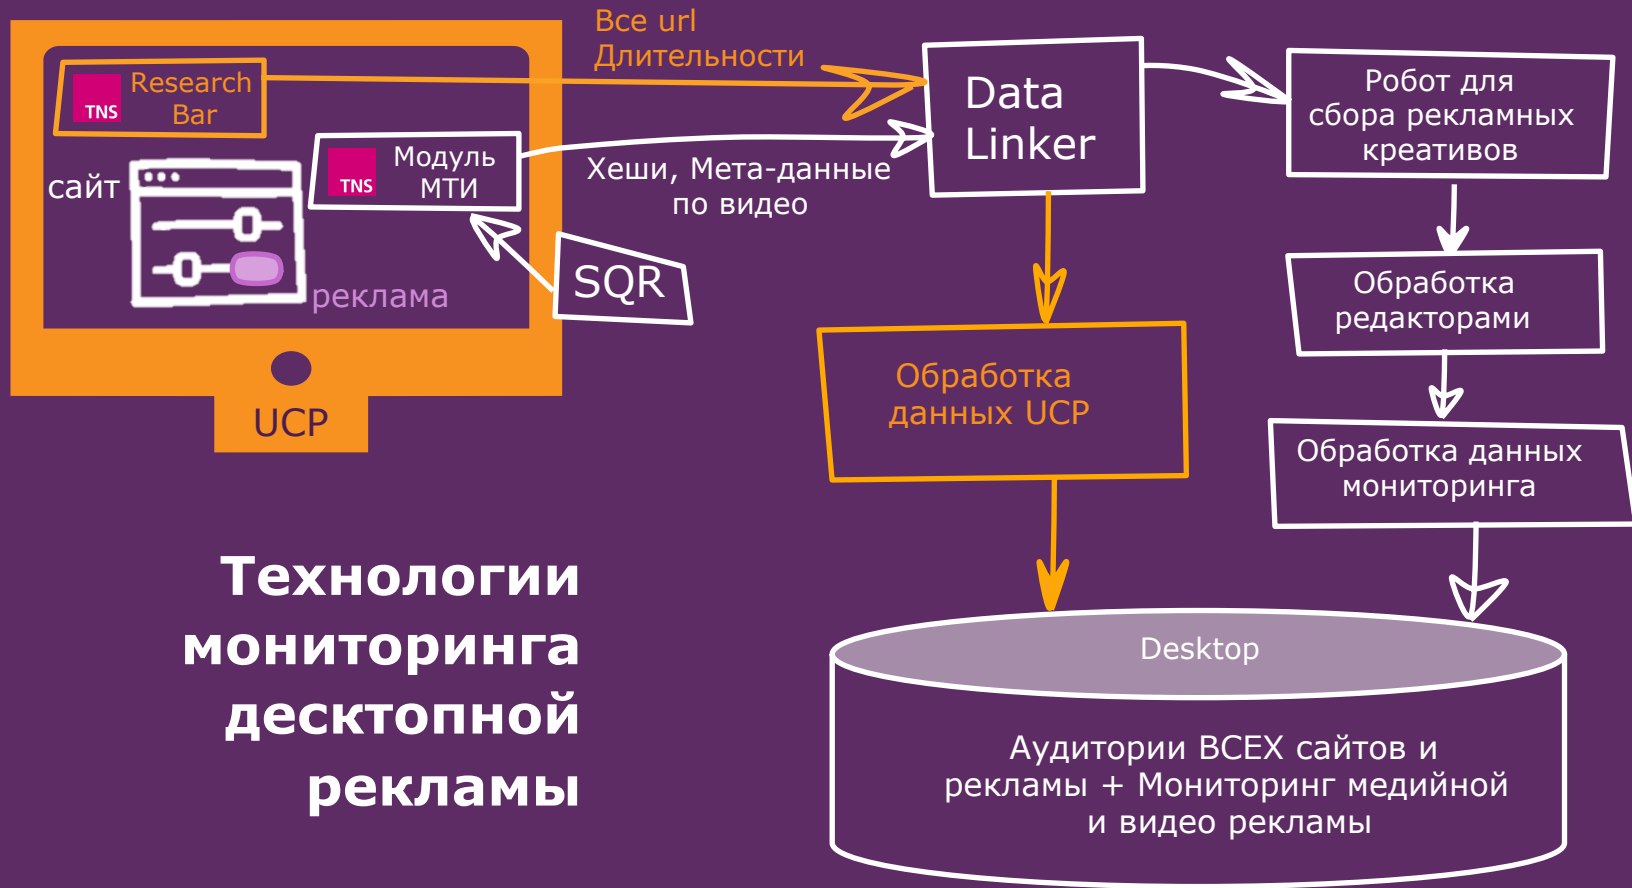 Все url
Длительности
TNS
Research
Bar
TNS
Модуль
МТИ
сайт
реклама
UCP
SQR
Хеши, Мета-данные
по видео
Data
Linker
Робот для
сбора рекламных
креативов
Обработка
редакторами
Обработка данных
мониторинга
Обработка
данных UCP
Технологии
мониторинга
десктопной
рекламы
Desktop
Аудитории ВСЕХ сайтов и
рекламы + Мониторинг медийной
и видео рекламы